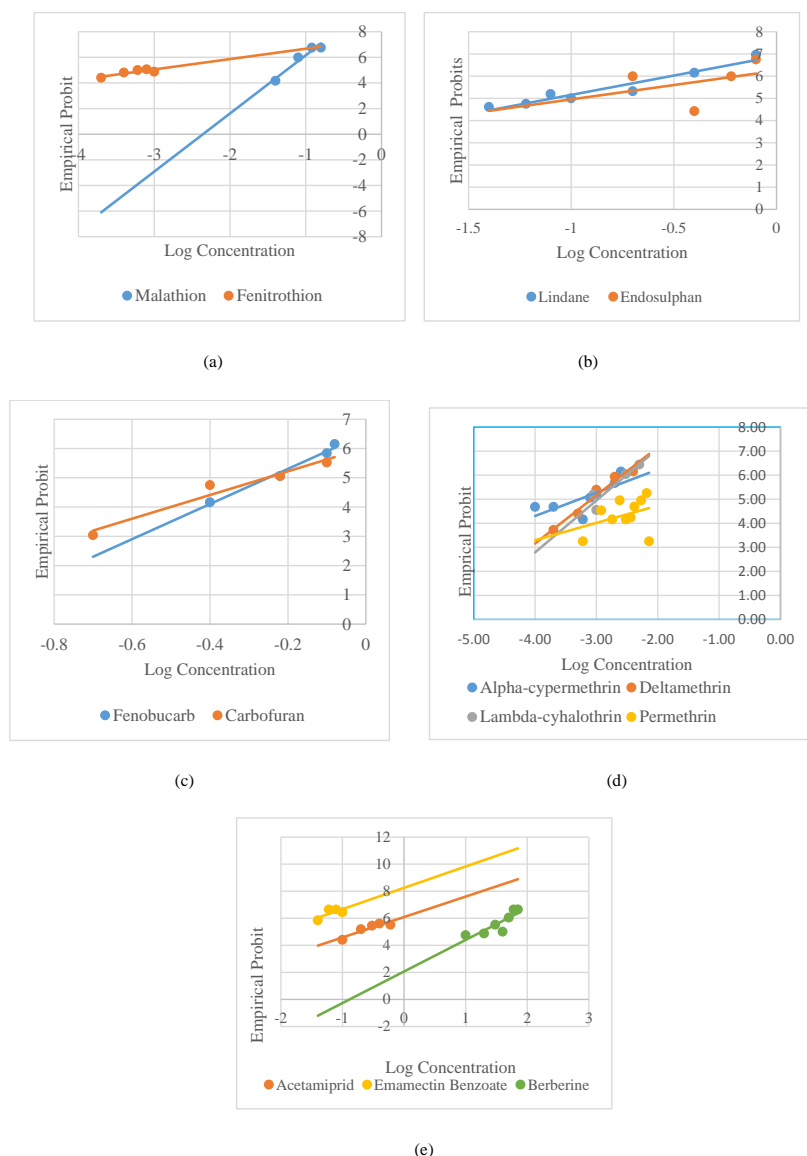 8
6
4
2
0
-2
-4
-6
-8
-4 -3 -2 -1 0
Empirical Probit
Log Concentration
Malathion Fenitrothion
(a)
8
7
6
5
4
3
2
1
0
-1.5 -1 -0.5 0
Empirical Probits
Log Concentration
Lindane Endosulphan
(b)
7
6
5
4
3
2
1
0
-0.8 -0.6 -0.4 -0.2 0
Empirical Probit
Log Concentration
Fenobucarb Carbofuran
(c)
8.00
7.00
6.00
5.00
4.00
3.00
2.00
1.00
0.00
-5.00 -4.00 -3.00 -2.00 -1.00 0.00
Emprical Probit
Log Concentration
Alpha-cypermethrin Deltamethrin
Lambda-cyhalothrin Permethrin
(d)
12
10
8
6
4
2
0
-2
-2 -1 0 1 2 3
Empirical Probit
Log Concentration
Acetamiprid Emamectin Benzoate Berberine
(e)